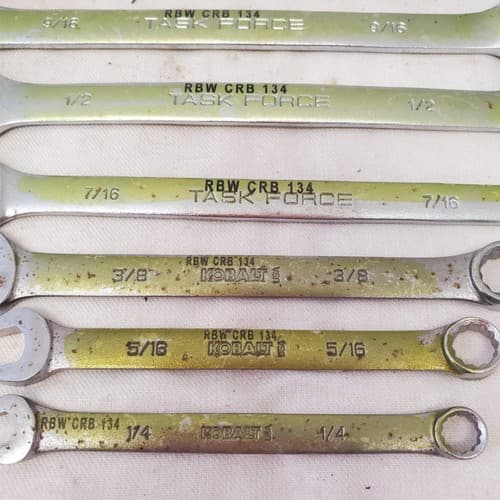 RBW CRB 134
9/16 TASK FORCE 9/16
RBW CRB 134
1/2 TASK FORCE 1/2
RBW CRB 134
7/16 TASK FORCE 7/16
RBW CRB 134
3/8 KOBALT 3/8
RBW CRB 134
5/16 KOBALT 5/16
RBW CRB 134
1/4 KOBALT 1/4